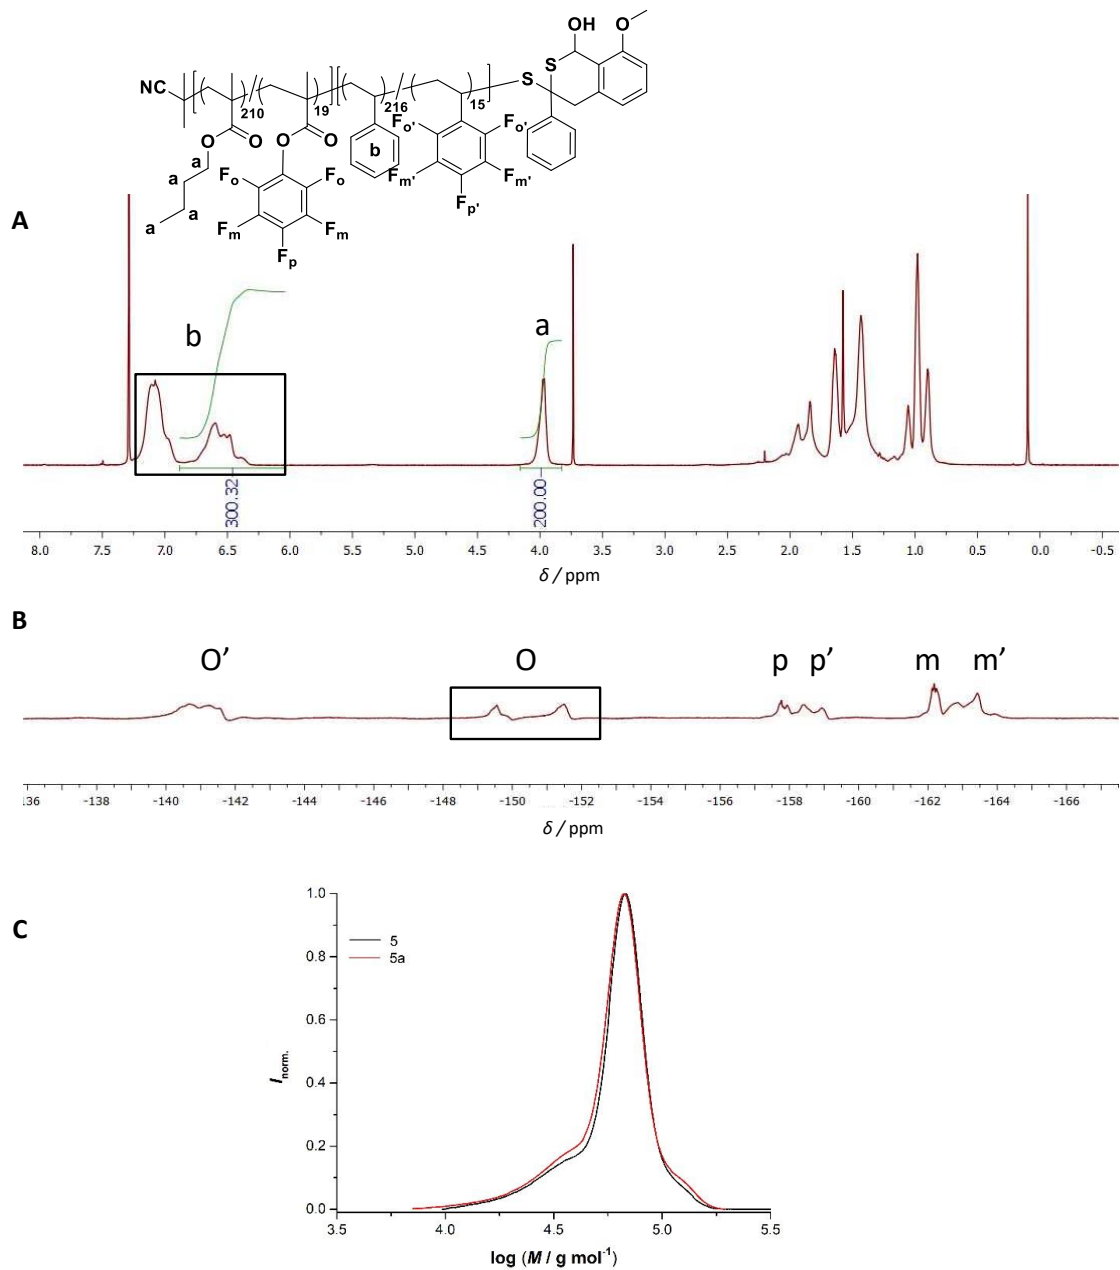 OH O
S
NC S
210 19 216 15
O O O O
a
a
a
a
b
Fo Fo
Fm Fm
Fp
Fo' Fo'
Fm' Fm'
Fp'
A
b
a
300.32
200.00
8.0 7.5 7.0 6.5 6.0 5.5 5.0 4.5 4.0 3.5 3.0 2.5 2.0 1.5 1.0 0.5 0.0 -0.5
δ / ppm
B
O’ O p p’ m m’
36 -138 -140 -142 -144 -146 -148 -150 -152 -154 -156 -158 -160 -162 -164 -166
δ / ppm
C
1.0
0.8
0.6
0.4
0.2
0.0
Inorm.
5
5a
3.5 4.0 4.5 5.0 5.5
log (M / g mol-1)